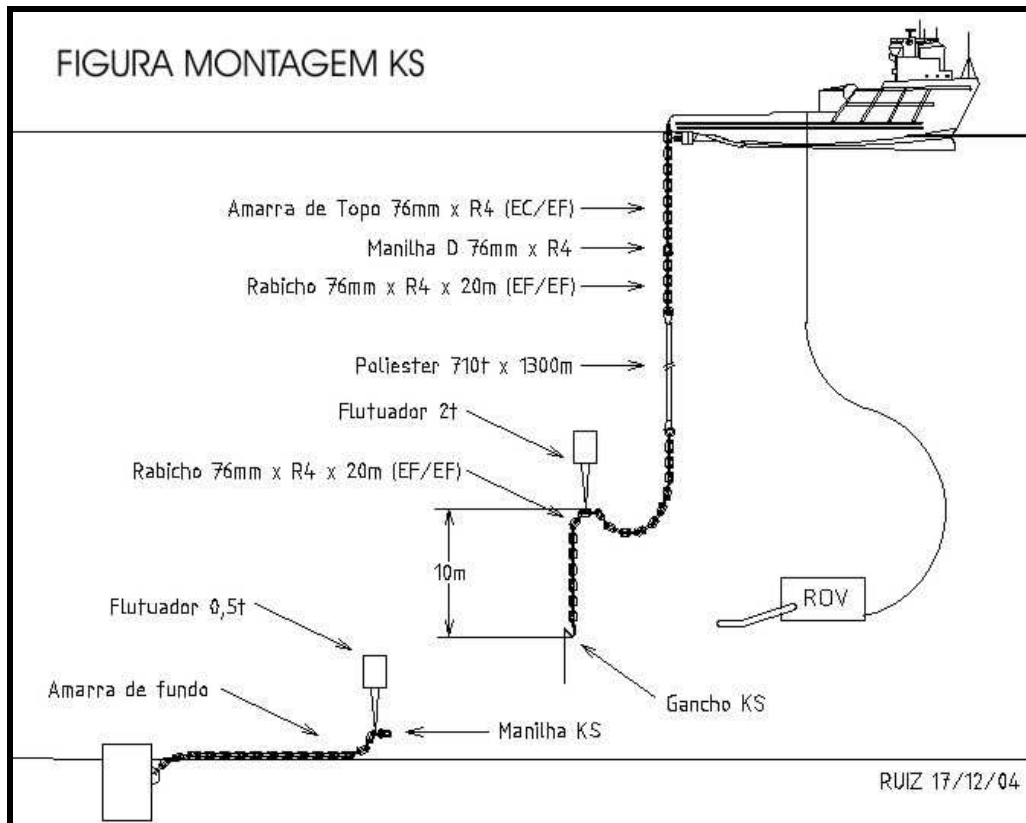 FIGURA MONTAGEM KS
Amarra de Topo 76mm x R4 (EC/EF)
Manilha D 76mm x R4
Rabicho 76mm x R4 x 20m (EF/EF)
Poliester 710t x 1300m
Flutuador 2t
Rabicho 76mm x R4 x 20m (EF/EF)
10m
ROV
Flutuador 0,5t
Amarra de fundo
Gancho KS
Manilha KS
RUIZ 17/12/04